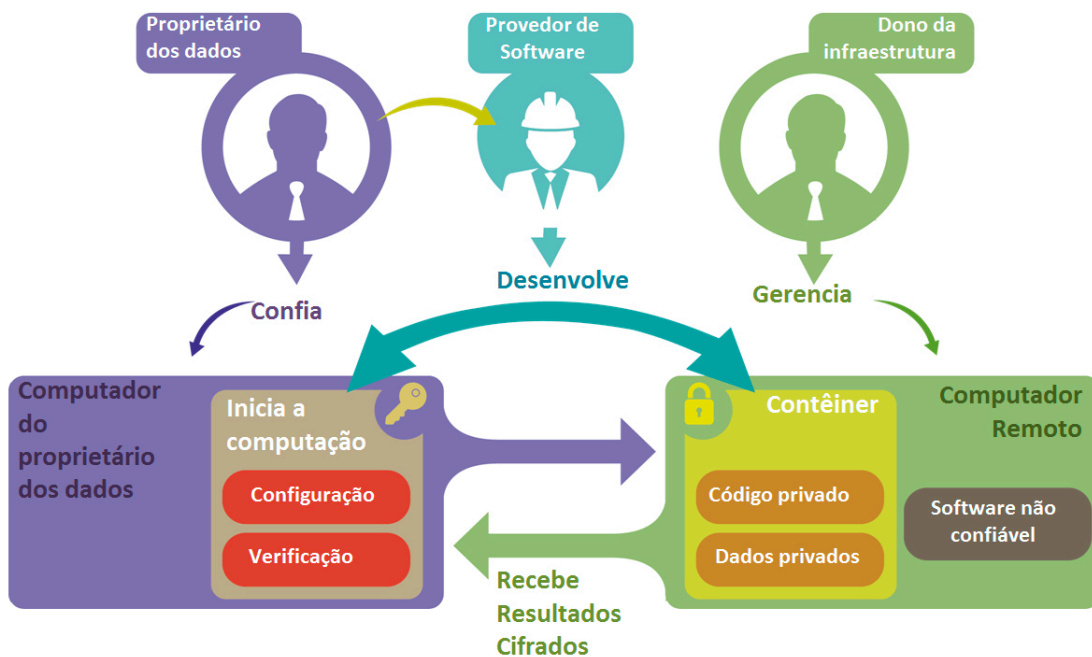 Proprietário
dos dados
Provedor de
Software
Dono da
infraestrutura
Confia
Desenvolve
Gerencia
Computador
do
proprietário
dos dados
Inicia a
computação
Configuração
Verificação
Contêiner
Código privado
Dados privados
Computador
Remoto
Software não
confiável
Recebe
Resultados
Cifrados